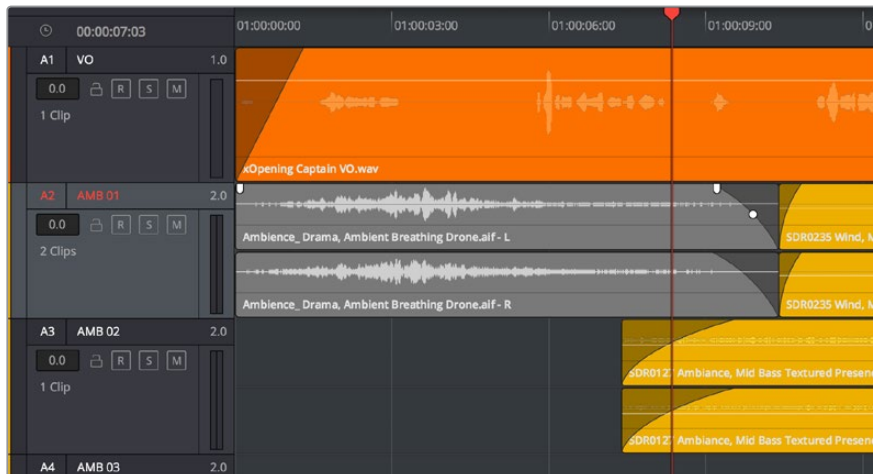 00:00:07:03
01:00:00:00 01:00:03:00 01:00:06:00 01:00:09:00
A1 VO 1.0
0.0 R S M
1 Clip
xOpening Captain VO.wav
A2 AMB 01 2.0
0.0 R S M
2 Clips
Ambience_ Drama, Ambient Breathing Drone.aif - L
SDR0235 Wind, M
Ambience_ Drama, Ambient Breathing Drone.aif - R
SDR0235 Wind, M
A3 AMB 02 2.0
0.0 R S M
1 Clip
SDR0127 Ambiance, Mid Bass Textured Presen
SDR0127 Ambiance, Mid Bass Textured Presen
A4 AMB 03 2.0